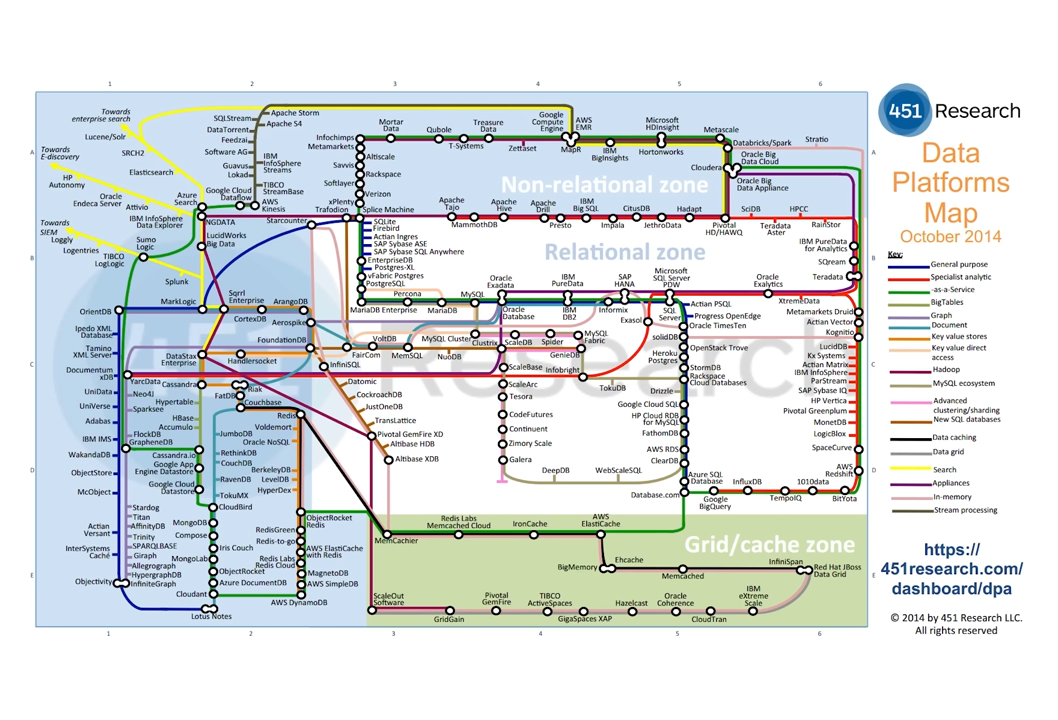 1 2 3 4 5 6
Towards
enterprise search
Lucene/Solr
SRCH2
Towards
E-discovery
HP
Autonomy
Elasticsearch
Oracle
Endeca Server
Attivio
Towards
SIEM
Loggly
Logentries
IBM InfoSphere
Data Explorer
Sumo
Logic
TIBCO
LogLogic
Splunk
Azure
Search
NGDATA
LucidWorks
Big Data
SQLStream
DataTorrent
Feedzai
Software AG
Guavus
Lokad
Google Cloud
Dataflow
Apache Storm
Apache S4
IBM
InfoSphere
Streams
TIBCO
StreamBase
AWS
Kinesis
Starcounter
Infochimps
Metascale
Savvis
Softlayer
xPlenty
Trafodion
Altiscale
Rackspace
Verizon
Splice Machine
Mortar
Data
Qubole
T-Systems
Treasure
Data
Zettaset
Google
Compute
Engine
AWS
EMR
MapR
IBM
BigInsights
Microsoft
HDInsight
Hortonworks
Metascale
Cloudera
Databricks/Spark
Stratio
Oracle Big
Data Cloud
Oracle Big
Data Appliance
Non-relational zone
Apache
Tajo
MammothDB
Apache
Hive
Apache
Drill
Presto
IBM
Big SQL
Impala
CitusDB
JethroData
Hadapt
Pivotal
HD/HAWQ
SciDB
Teradata
Aster
HPCC
RainStor
IBM PureData
for Analytics
SQream
Teradata
Relational zone
SQLite
Firebird
Actian Ingres
SAP Sybase ASE
SAP Sybase SQL Anywhere
EnterpriseDB
Postgres-XL
vFabric Postgres
PostgreSQL
Percona
MariaDB Enterprise
MariaDB
MySQL
Oracle
Exadata
Oracle
Database
IBM
PureData
IBM
DB2
SAP
HANA
Informix
Microsoft
SQL Server
PDW
SQL
Server
Exasol
Oracle
Exalytics
XtremeData
Actian PSQL
Progress OpenEdge
Oracle TimesTen
solidDB
OpenStack Trove
Heroku
Postgres
StormDB
Rackspace
Cloud Databases
Drizzle
Google Cloud SQL
HP Cloud RDB
for MySQL
FathomDB
AWS RDS
ClearDB
Azure SQL
Database
Database.com
Google
BigQuery
InfluxDB
TempoIQ
1010data
BitYota
AWS
Redshift
SpaceCurve
LogicBlox
MonetDB
Pivotal Greenplum
HP Vertica
SAP Sybase IQ
ParStream
IBM InfoSphere
Actian Matrix
Kx Systems
LucidDB
Kognitio
Actian Vector
Metamarkets Druid
OrientDB
MarkLogic
Sqrrl
Enterprise
CortexDB
ArangoDB
Aerospike
FoundationDB
Handlersocket
VoltDB
FairCom
MemSQL
InfiniSQL
MySQL Cluster
NuoDB
Clustrix
ScaleDB
Spider
GenieDB
MySQL
Fabric
ScaleBase
Infobright
TokuDB
ScaleArc
Tesora
CodeFutures
Continuent
Zimory Scale
Galera
DeepDB
WebScaleSQL
Datomic
CockroachDB
JustOneDB
TransLattice
Pivotal GemFire XD
Altibase HDB
Altibase XDB
Ipedo XML
Database
Tamino
XML Server
Documentum
xDB
UniData
UniVerse
Adabas
IBM IMS
WakandaDB
ObjectStore
McObject
Actian
Versant
InterSystems
Caché
Objectivity
DataStax
Enterprise
YarcData
Neo4J
Sparksee
FlockDB
GrapheneDB
Stardog
Titan
AffinityDB
Trinity
SPARQLBASE
Giraph
Allegrograph
HypergraphDB
InfiniteGraph
Cassandra
Hypertable
HBase
Accumulo
Cassandra.io
Google App
Engine Datastore
Google Cloud
Datastore
FatDB
Riak
Couchbase
JumboDB
RethinkDB
CouchDB
RavenDB
TokuMX
CloudBird
MongoDB
Compose
Iris Couch
MongoLab
ObjectRocket
Azure DocumentDB
Cloudant
Lotus Notes
Redis
Voldemort
Oracle NoSQL
BerkeleyDB
LevelDB
HyperDex
ObjectRocket
Redis
RedisGreen
Redis-to-go
AWS ElastiCache
with Redis
Redis Labs
Redis Cloud
MagnetoDB
AWS SimpleDB
AWS DynamoDB
MemCachier
Redis Labs
Memcached Cloud
IronCache
AWS
ElastiCache
Grid/cache zone
BigMemory
Ehcache
Memcached
InfiniSpan
Red Hat JBoss
Data Grid
ScaleOut
Software
GridGain
Pivotal
GemFire
TIBCO
ActiveSpaces
GigaSpaces XAP
Hazelcast
Oracle
Coherence
CloudTran
IBM
eXtreme
Scale
A
B
C
D
E
A
B
C
D
E
1 2 3 4 5 6
451 Research
Data
Platforms
Map
October 2014
Key:
General purpose
Specialist analytic
-as-a-Service
BigTables
Graph
Document
Key value stores
Key value direct
access
Hadoop
MySQL ecosystem
Advanced
clustering/sharding
New SQL databases
Data caching
Data grid
Search
Appliances
In-memory
Stream processing
https://
451research.com/
dashboard/dpa
© 2014 by 451 Research LLC.
All rights reserved